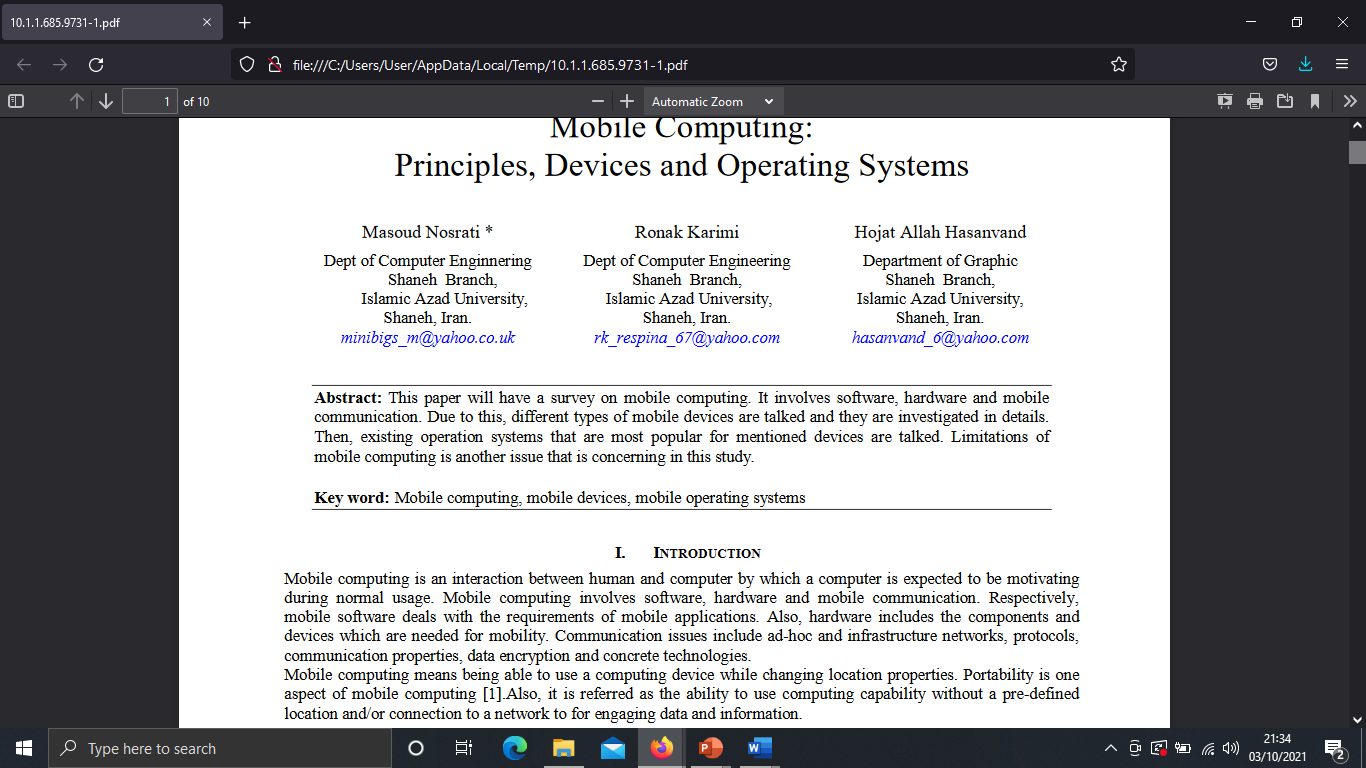 10.1.1.685.9731-1.pdf
file:///C:/Users/User/AppData/Local/Temp/10.1.1.685.9731-1.pdf
1 of 10
Automatic Zoom
Mobile Computing:
Principles, Devices and Operating Systems
Masoud Nosrati *
Dept of Computer Enginnering
Shaneh Branch,
Islamic Azad University,
Shaneh, Iran.
minibigs_m@yahoo.co.uk
Ronak Karimi
Dept of Computer Engineering
Shaneh Branch,
Islamic Azad University,
Shaneh, Iran.
rk_respina_67@yahoo.com
Hojat Allah Hasanvand
Department of Graphic
Shaneh Branch,
Islamic Azad University,
Shaneh, Iran.
hasanvand_6@yahoo.com
Abstract: This paper will have a survey on mobile computing. It involves software, hardware and mobile
communication. Due to this, different types of mobile devices are talked and they are investigated in details.
Then, existing operation systems that are most popular for mentioned devices are talked. Limitations of
mobile computing is another issue that is concerning in this study.
Key word: Mobile computing, mobile devices, mobile operating systems
I. INTRODUCTION
Mobile computing is an interaction between human and computer by which a computer is expected to be motivating
during normal usage. Mobile computing involves software, hardware and mobile communication. Respectively,
mobile software deals with the requirements of mobile applications. Also, hardware includes the components and
devices which are needed for mobility. Communication issues include ad-hoc and infrastructure networks, protocols,
communication properties, data encryption and concrete technologies.
Mobile computing means being able to use a computing device while changing location properties. Portability is one
aspect of mobile computing [1].Also, it is referred as the ability to use computing capability without a pre-defined
location and/or connection to a network to for engaging data and information.
Type here to search
P
W
21:34
03/10/2021
2